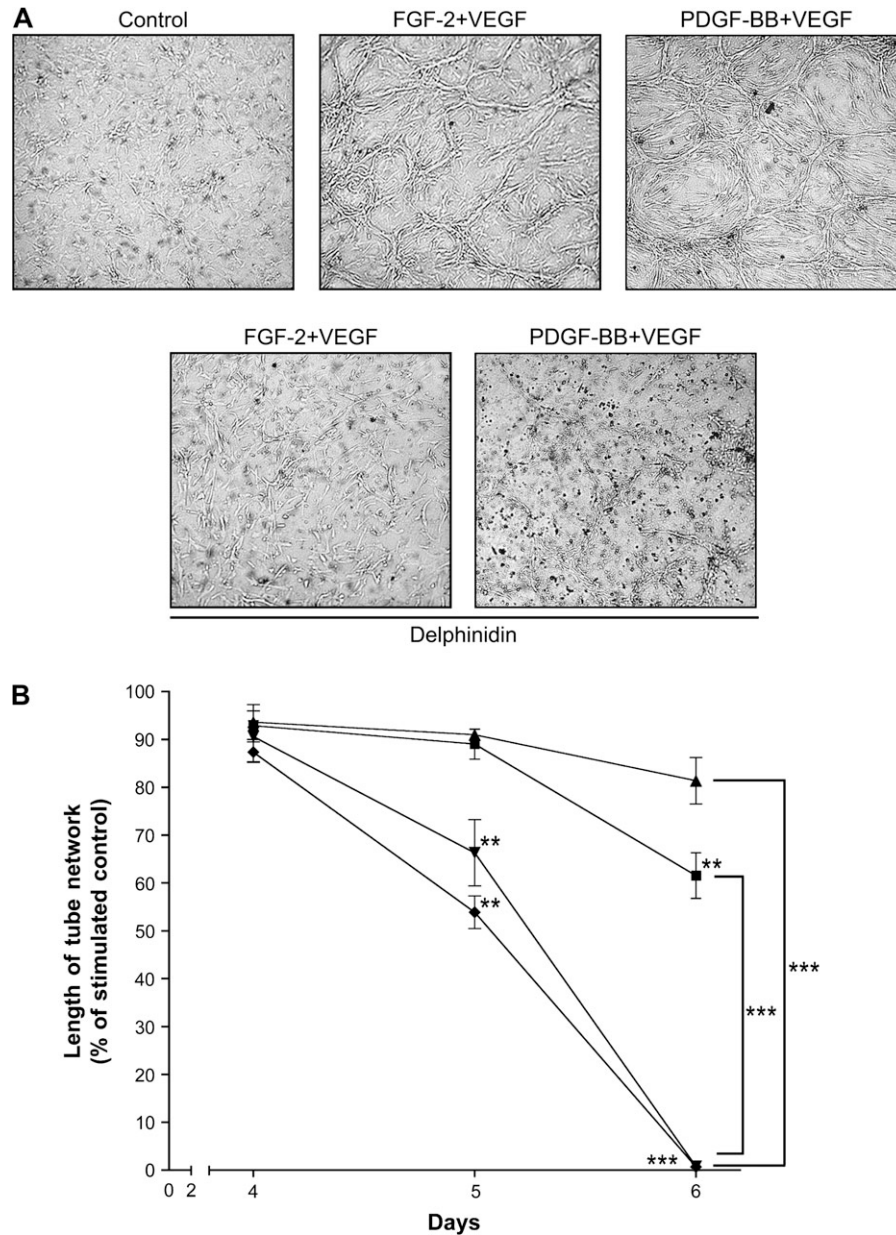 A
Control
FGF-2+VEGF
PDGF-BB+VEGF
FGF-2+VEGF
PDGF-BB+VEGF
Delphinidin
B
Length of tube network
(% of stimulated control)
100
90
80
70
60
50
40
30
20
10
0
**
**
**
***
***
***
0 2 4 5 6
Days